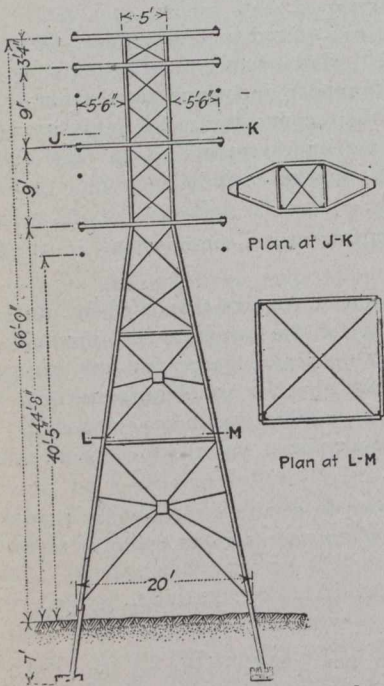 5'
3'4"
5'6"
5'6"
9'
J
K
9'
Plan at J-K
66'-0"
44'-8"
40'-5"
L
M
Plan at L-M
20'
7'